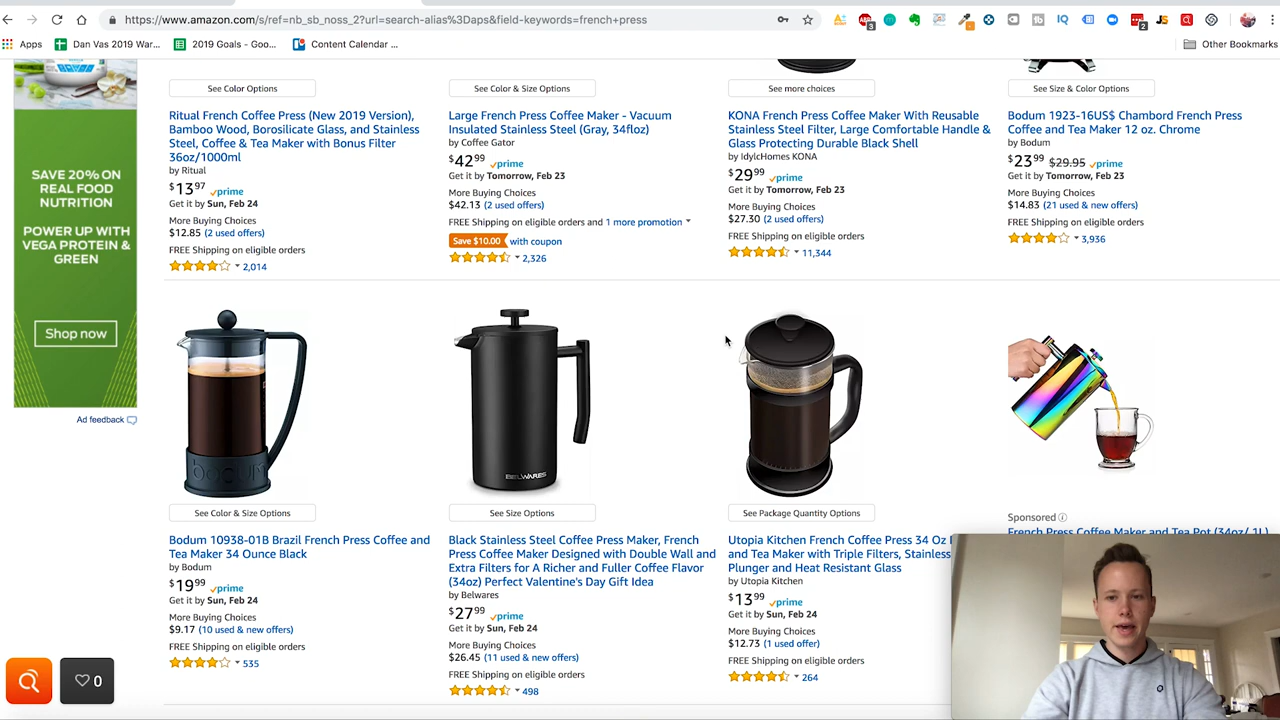 https://www.amazon.com/s/ref=nb_sb_noss_2?url=search-alias%3Daps&field-keywords=french+press
Apps
Dan Vas 2019 War...
2019 Goals - Goo...
Content Calendar ...
Other Bookmarks
SAVE 20% ON
REAL FOOD
NUTRITION
POWER UP WITH
VEGA PROTEIN &
GREEN
Shop now
Ad feedback
See Color Options
Ritual French Coffee Press (New 2019 Version),
Bamboo Wood, Borosilicate Glass, and Stainless
Steel, Coffee & Tea Maker with Bonus Filter
36oz/1000ml
by Ritual
$13 97 prime
Get it by Sun, Feb 24
More Buying Choices
$12.85 (2 used offers)
FREE Shipping on eligible orders
2,014
See Color & Size Options
Large French Press Coffee Maker - Vacuum
Insulated Stainless Steel (Gray, 34floz)
by Coffee Gator
$42 99 prime
Get it by Tomorrow, Feb 23
More Buying Choices
$42.13 (2 used offers)
FREE Shipping on eligible orders and 1 more promotion
Save $10.00 with coupon
2,326
See more choices
KONA French Press Coffee Maker With Reusable
Stainless Steel Filter, Large Comfortable Handle &
Glass Protecting Durable Black Shell
by IdylcHomes KONA
$29 99 prime
Get it by Tomorrow, Feb 23
More Buying Choices
$27.30 (2 used offers)
FREE Shipping on eligible orders
11,344
See Size & Color Options
Bodum 1923-16US$ Chambord French Press
Coffee and Tea Maker 12 oz. Chrome
by Bodum
$23 99 $29.95 prime
Get it by Tomorrow, Feb 23
More Buying Choices
$14.83 (21 used & new offers)
FREE Shipping on eligible orders
3,936
bodum
See Color & Size Options
Bodum 10938-01B Brazil French Press Coffee and
Tea Maker 34 Ounce Black
by Bodum
$19 99 prime
Get it by Sun, Feb 24
More Buying Choices
$9.17 (10 used & new offers)
FREE Shipping on eligible orders
535
BELWARES
See Size Options
Black Stainless Steel Coffee Press Maker, French
Press Coffee Maker Designed with Double Wall and
Extra Filters for A Richer and Fuller Coffee Flavor
(34oz) Perfect Valentine's Day Gift Idea
by Belwares
$27 99 prime
Get it by Sun, Feb 24
More Buying Choices
$26.45 (11 used & new offers)
FREE Shipping on eligible orders
498
See Package Quantity Options
Utopia Kitchen French Coffee Press 34 Oz
and Tea Maker with Triple Filters, Stainless
Plunger and Heat Resistant Glass
by Utopia Kitchen
$13 99 prime
Get it by Sun, Feb 24
More Buying Choices
$12.73 (1 used offer)
FREE Shipping on eligible orders
264
Sponsored
French Press Coffee Maker and Tea Pot (34oz/ 1L)
0